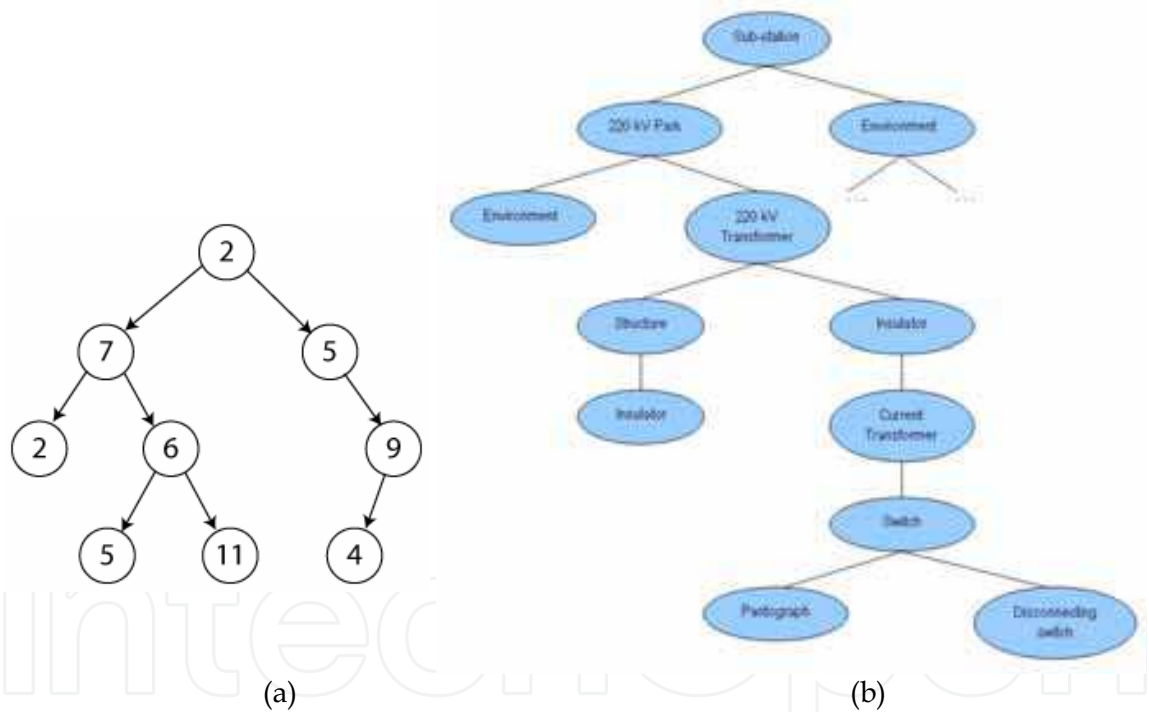 2
7
5
2
6
9
5
11
4
(a)
Sub-station
220 kV Park
Environment
Environment
220 kV
Transformer
Structure
Insulator
Insulator
Current
Transformer
Switch
Pantograph
Disconnecting
switch
(b)